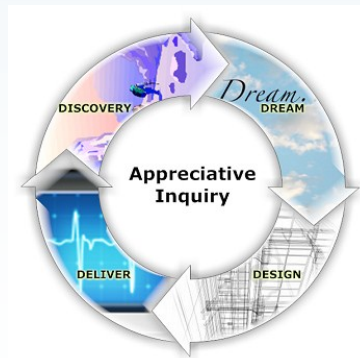 Dream.
DISCOVERY
DREAM
Appreciative
Inquiry
DELIVER
DESIGN